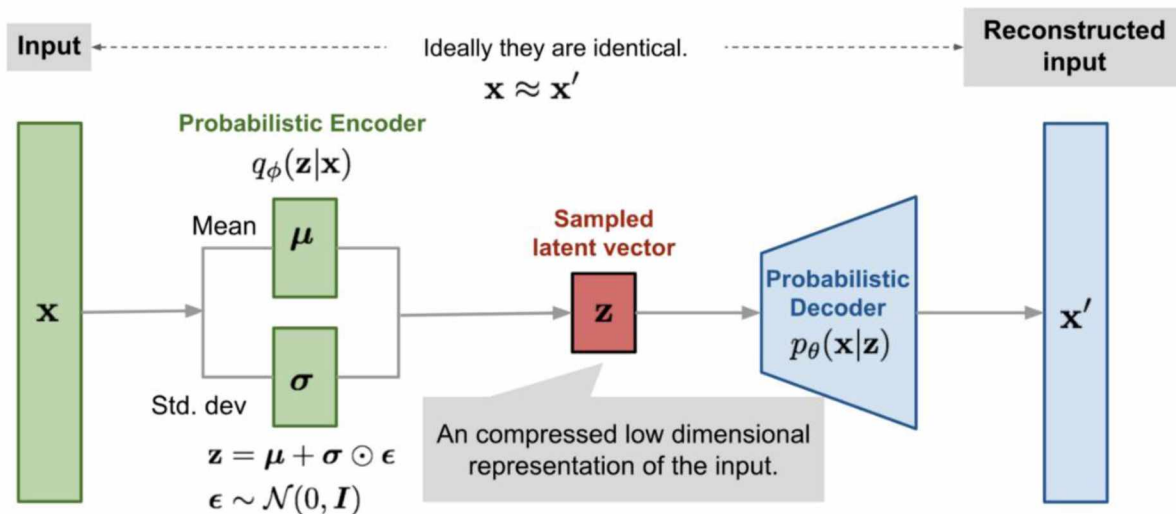 Input
Ideally they are identical.
x ≈ x′
Reconstructed
input
Probabilistic Encoder
qϕ(z|x)
Mean
μ
x
σ
Std. dev
z = μ + σ ⊙ ϵ
ϵ ∼ 𝒩(0, I)
Sampled
latent vector
z
An compressed low dimensional
representation of the input.
Probabilistic
Decoder
pθ(x|z)
x′